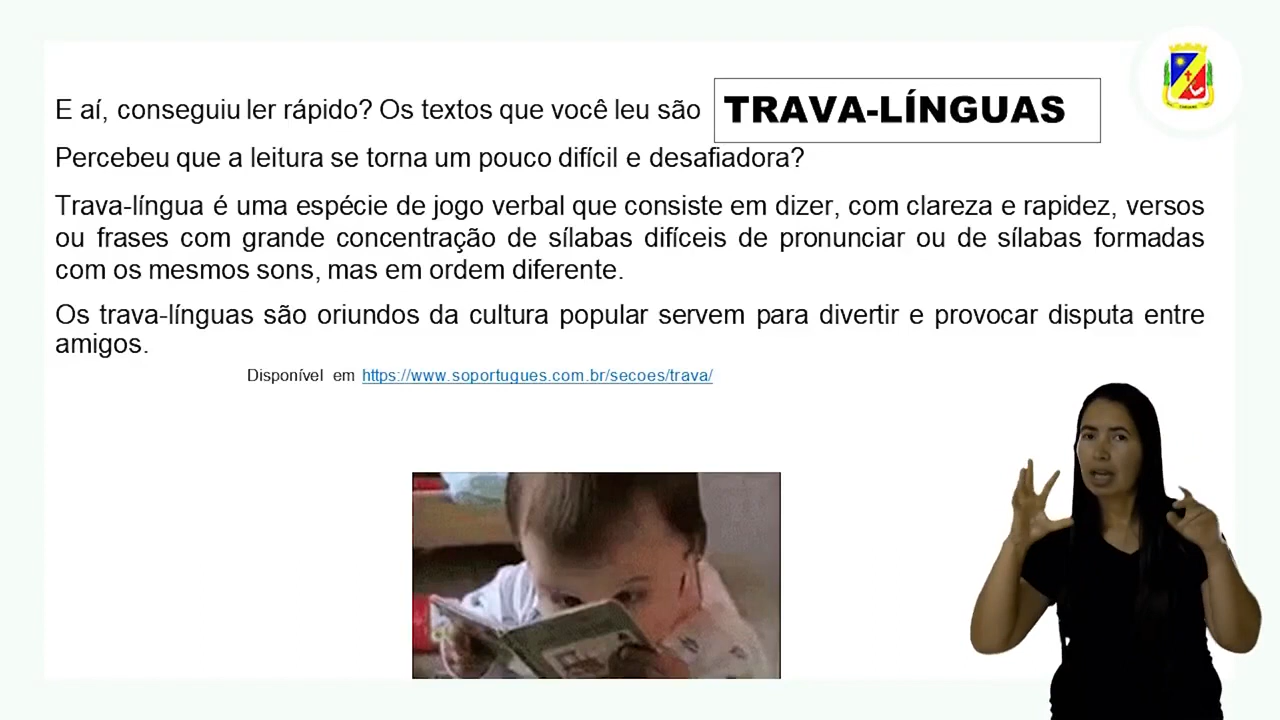 E aí, conseguiu ler rápido? Os textos que você leu são TRAVA-LÍNGUAS
Percebeu que a leitura se torna um pouco difícil e desafiadora?
Trava-língua é uma espécie de jogo verbal que consiste em dizer, com clareza e rapidez, versos
ou frases com grande concentração de sílabas difíceis de pronunciar ou de sílabas formadas
com os mesmos sons, mas em ordem diferente.
Os trava-línguas são oriundos da cultura popular servem para divertir e provocar disputa entre
amigos.
Disponível em https://www.soportugues.com.br/secoes/trava/